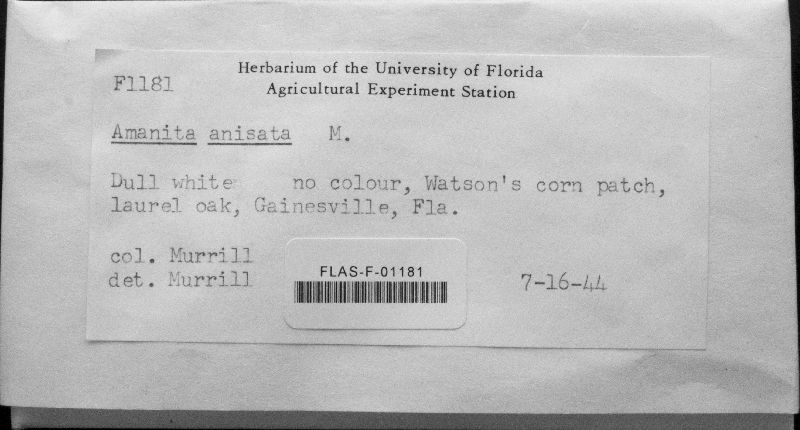 Herbarium of the University of Florida
Agricultural Experiment Station
F1181
Amanita anisata M.
Dull white no colour, Watson's corn patch,
laurel oak, Gainesville, Fla.
col. Murrill
det. Murrill
FLAS-F-01181
7-16-44